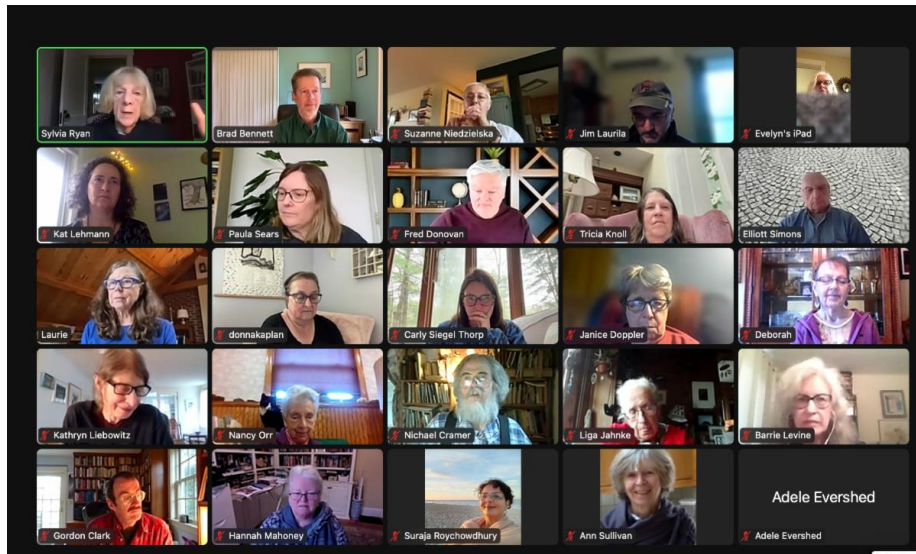 Sylvia Ryan
Brad Bennett
Suzanne Niedzielska
Jim Laurila
Evelyn's iPad
Kat Lehmann
Paula Sears
Fred Donovan
Tricia Knoll
Elliott Simons
Laurie
donnakaplan
Carly Siegel Thorp
Janice Doppler
Deborah
Kathryn Liebowitz
Nancy Orr
Nichael Cramer
Liga Jahnke
Barrie Levine
Gordon Clark
Hannah Mahoney
Suraja Roychowdhury
Ann Sullivan
Adele Evershed
Adele Evershed